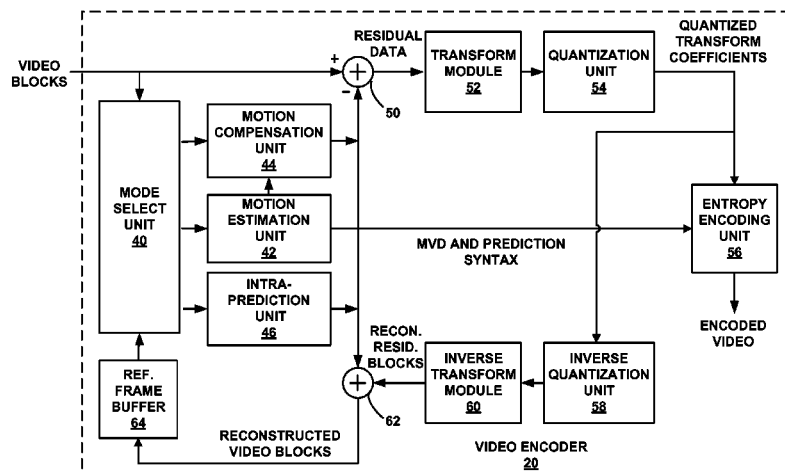 VIDEO
BLOCKS
+
–
+
50
RESIDUAL
DATA
TRANSFORM
MODULE
52
QUANTIZATION
UNIT
54
QUANTIZED
TRANSFORM
COEFFICIENTS
MODE
SELECT
UNIT
40
MOTION
COMPENSATION
UNIT
44
MOTION
ESTIMATION
UNIT
42
INTRA-
PREDICTION
UNIT
46
MVD AND PREDICTION
SYNTAX
ENTROPY
ENCODING
UNIT
56
ENCODED
VIDEO
REF.
FRAME
BUFFER
64
RECON.
RESID.
BLOCKS
+
62
INVERSE
TRANSFORM
MODULE
60
INVERSE
QUANTIZATION
UNIT
58
RECONSTRUCTED
VIDEO BLOCKS
VIDEO ENCODER
20